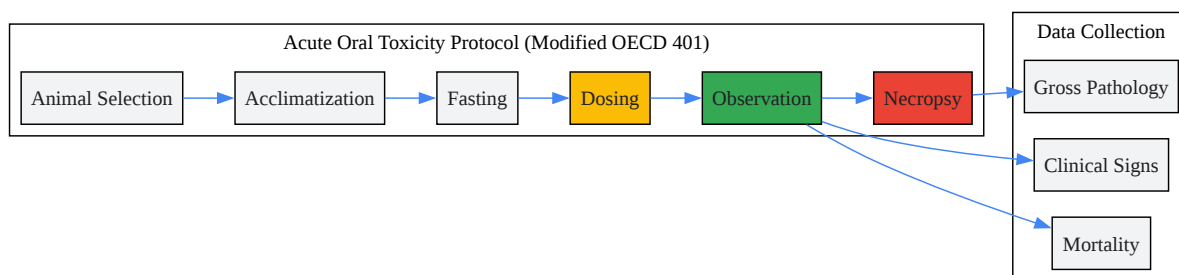 Acute Oral Toxicity Protocol (Modified OECD 401)
Animal Selection
Acclimatization
Fasting
Dosing
Observation
Necropsy
Data Collection
Gross Pathology
Clinical Signs
Mortality